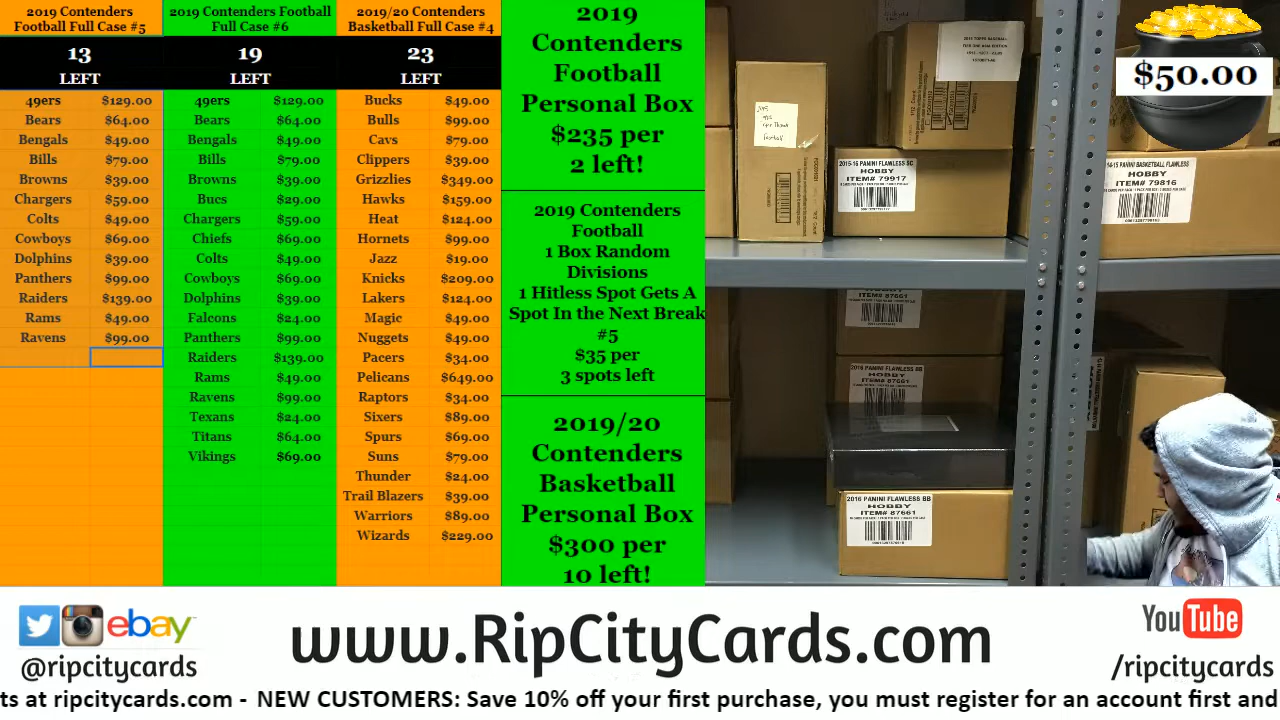 2019 Contenders
Football Full Case #5
13
LEFT
49ers $129.00
Bears $64.00
Bengals $49.00
Bills $79.00
Browns $39.00
Chargers $59.00
Colts $49.00
Cowboys $69.00
Dolphins $39.00
Panthers $99.00
Raiders $139.00
Rams $49.00
Ravens $99.00
2019 Contenders Football
Full Case #6
19
LEFT
49ers $129.00
Bears $64.00
Bengals $49.00
Bills $79.00
Browns $39.00
Bucs $29.00
Chargers $59.00
Chiefs $69.00
Colts $49.00
Cowboys $69.00
Dolphins $39.00
Falcons $24.00
Panthers $99.00
Raiders $139.00
Rams $49.00
Ravens $99.00
Texans $24.00
Titans $64.00
Vikings $69.00
2019/20 Contenders
Basketball Full Case #4
23
LEFT
Bucks $49.00
Bulls $99.00
Cavs $79.00
Clippers $39.00
Grizzlies $349.00
Hawks $159.00
Heat $124.00
Hornets $99.00
Jazz $19.00
Knicks $209.00
Lakers $124.00
Magic $49.00
Nuggets $49.00
Pacers $34.00
Pelicans $649.00
Raptors $34.00
Sixers $89.00
Spurs $69.00
Suns $79.00
Thunder $24.00
Trail Blazers $39.00
Warriors $89.00
Wizards $229.00
2019
Contenders
Football
Personal Box
$235 per
2 left!
2019 Contenders
Football
1 Box Random
Divisions
1 Hitless Spot Gets A
Spot In the Next Break
#5
$35 per
3 spots left
2019/20
Contenders
Basketball
Personal Box
$300 per
10 left!
$50.00
2015-16 PANINI FLAWLESS SC
HOBBY
ITEM# 79917
14-15 PANINI BASKETBALL FLAWLESS
HOBBY
ITEM# 79816
HOBBY
ITEM# 87661
2016 PANINI FLAWLESS BB
HOBBY
ITEM# 87661
2016 PANINI FLAWLESS BB
HOBBY
ITEM# 87661
ebay
@ripcitycards
www.RipCityCards.com
YouTube
/ripcitycards
ts at ripcitycards.com - NEW CUSTOMERS: Save 10% off your first purchase, you must register for an account first and